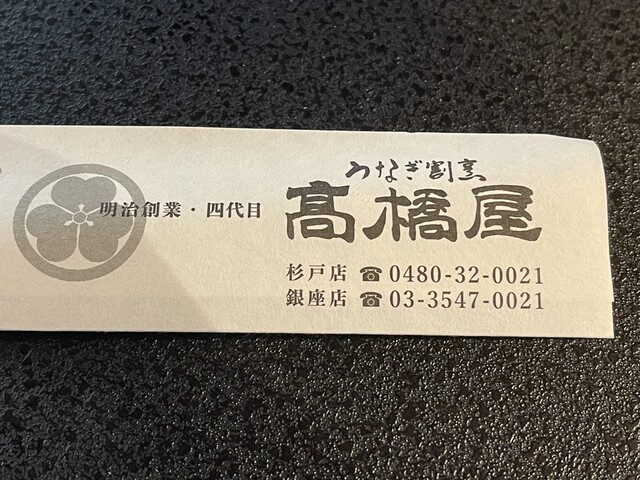 うなぎ割烹
明治創業・四代目
髙橋屋
杉戸店 ☎ 0480-32-0021
銀座店 ☎ 03-3547-0021